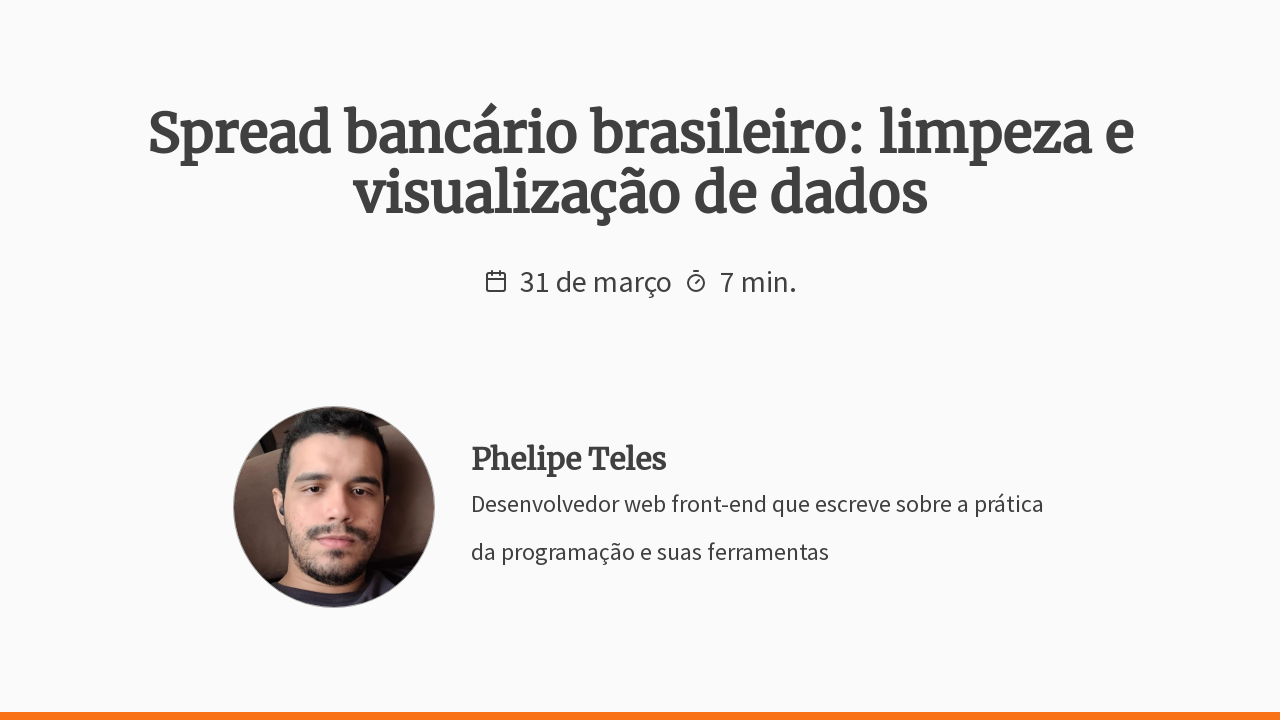 Spread bancário brasileiro: limpeza e
visualização de dados
31 de março 7 min.
Phelipe Teles
Desenvolvedor web front-end que escreve sobre a prática
da programação e suas ferramentas